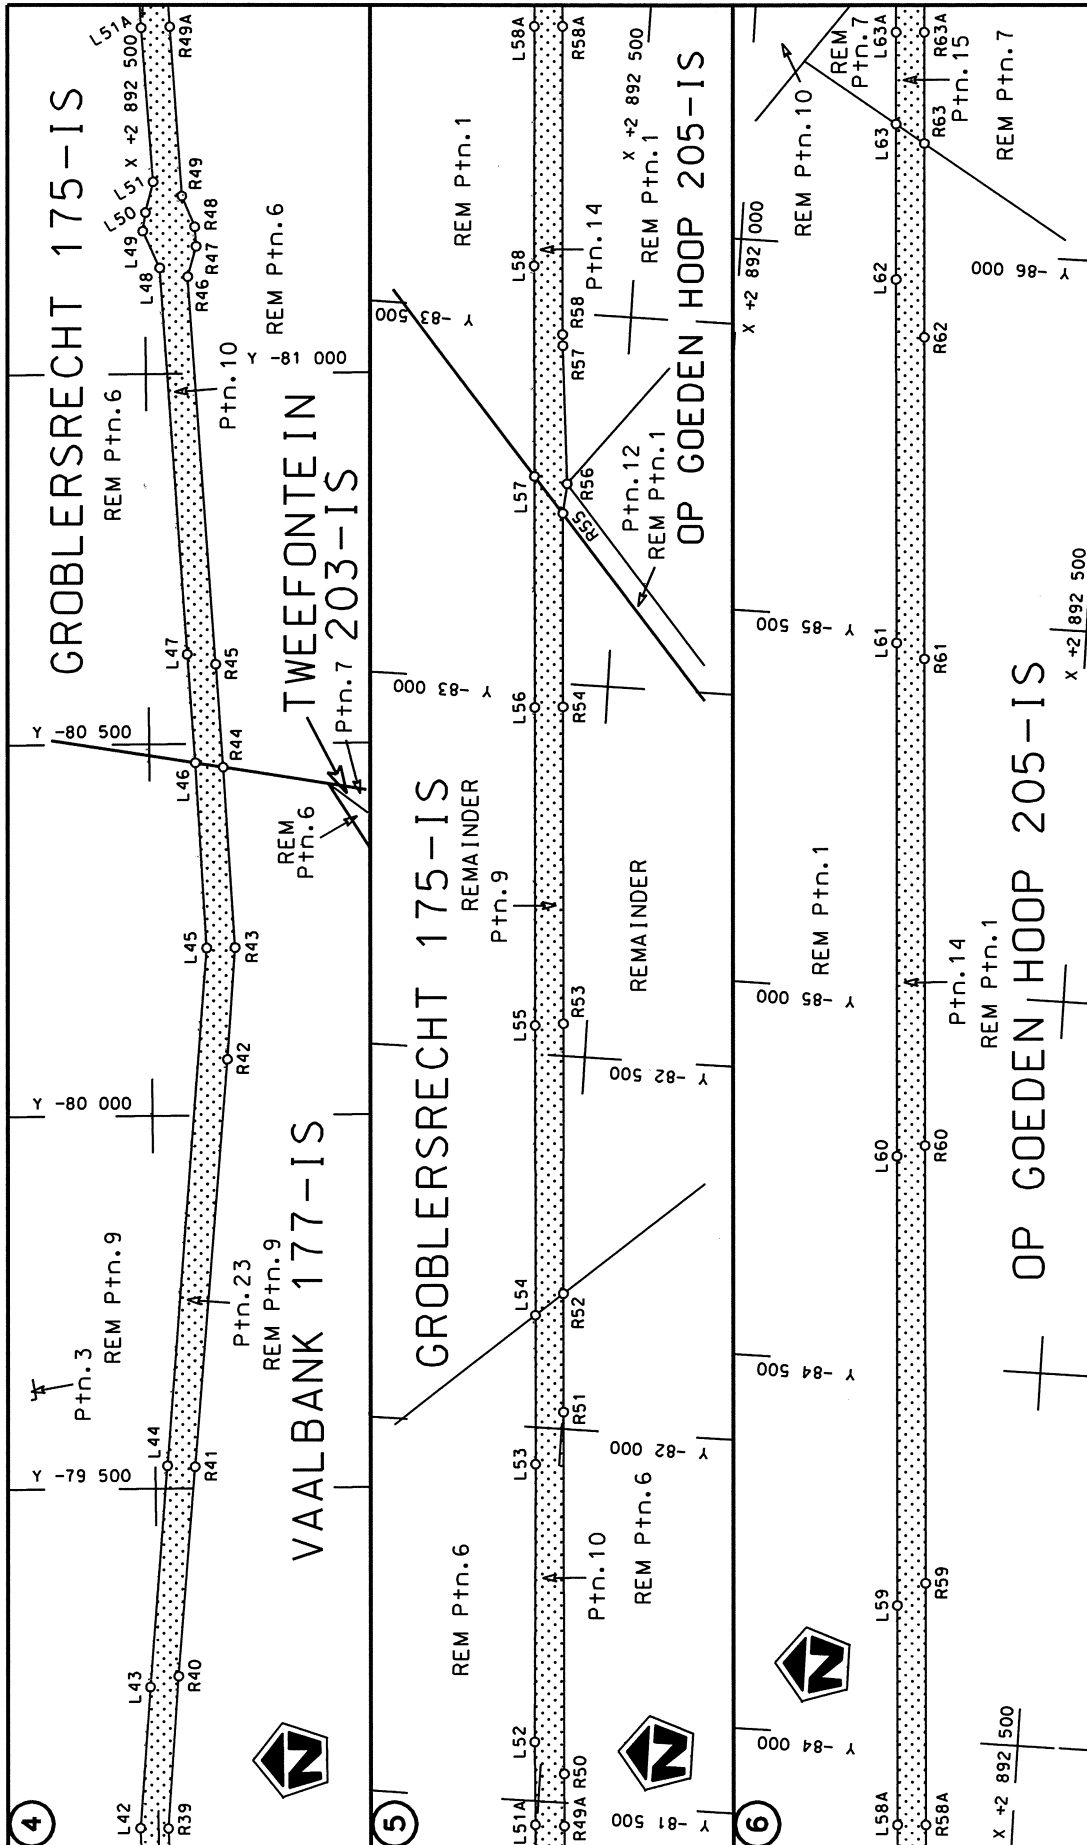 4
L42
R39
L43
R40
L44
R41
Y -79 500
Ptn.3
REM Ptn.9
Ptn.23
REM Ptn.9
VAALBANK 177-IS
Y -80 000
R42
L45
R43
REM
Ptn.6
L46
R44
Y -80 500
Ptn.7
TWEEFONTEIN
203-IS
L47
R45
GROBLERSRECHT 175-IS
REM Ptn.6
Ptn.10
Y -81 000
REM Ptn.6
L48
R46
L49
R47
L50
R48
L51
R49
X +2 892 500
L51A
R49A
N
5
L51A
R49A
Y -81 500
R50
L52
N
REM Ptn.6
Ptn.10
REM Ptn.6
L53
R51
Y -82 000
L54
R52
GROBLERSRECHT 175-IS
Y -82 500
L55
R53
REMAINDER
Ptn.9
REMAINDER
L56
R54
Y -83 000
R55
L57
R56
Ptn.12
REM Ptn.1
OP GOEDEN HOOP 205-IS
Y -83 500
R57
R58
L58
Ptn.14
REM Ptn.1
X +2 892 500
REM Ptn.1
L58A
R58A
6
L58A
R58A
X +2 892 500
Y -84 000
N
L59
R59
Y -84 500
L60
R60
OP GOEDEN HOOP 205-IS
REM Ptn.1
Ptn.14
REM Ptn.1
Y -85 000
Y -85 500
L61
R61
X +2 892 500
L62
R62
X +2 892 000
Y -86 000
REM Ptn.10
L63
R63
REM
Ptn.7
Ptn.15
REM Ptn.7
L63A
R63A